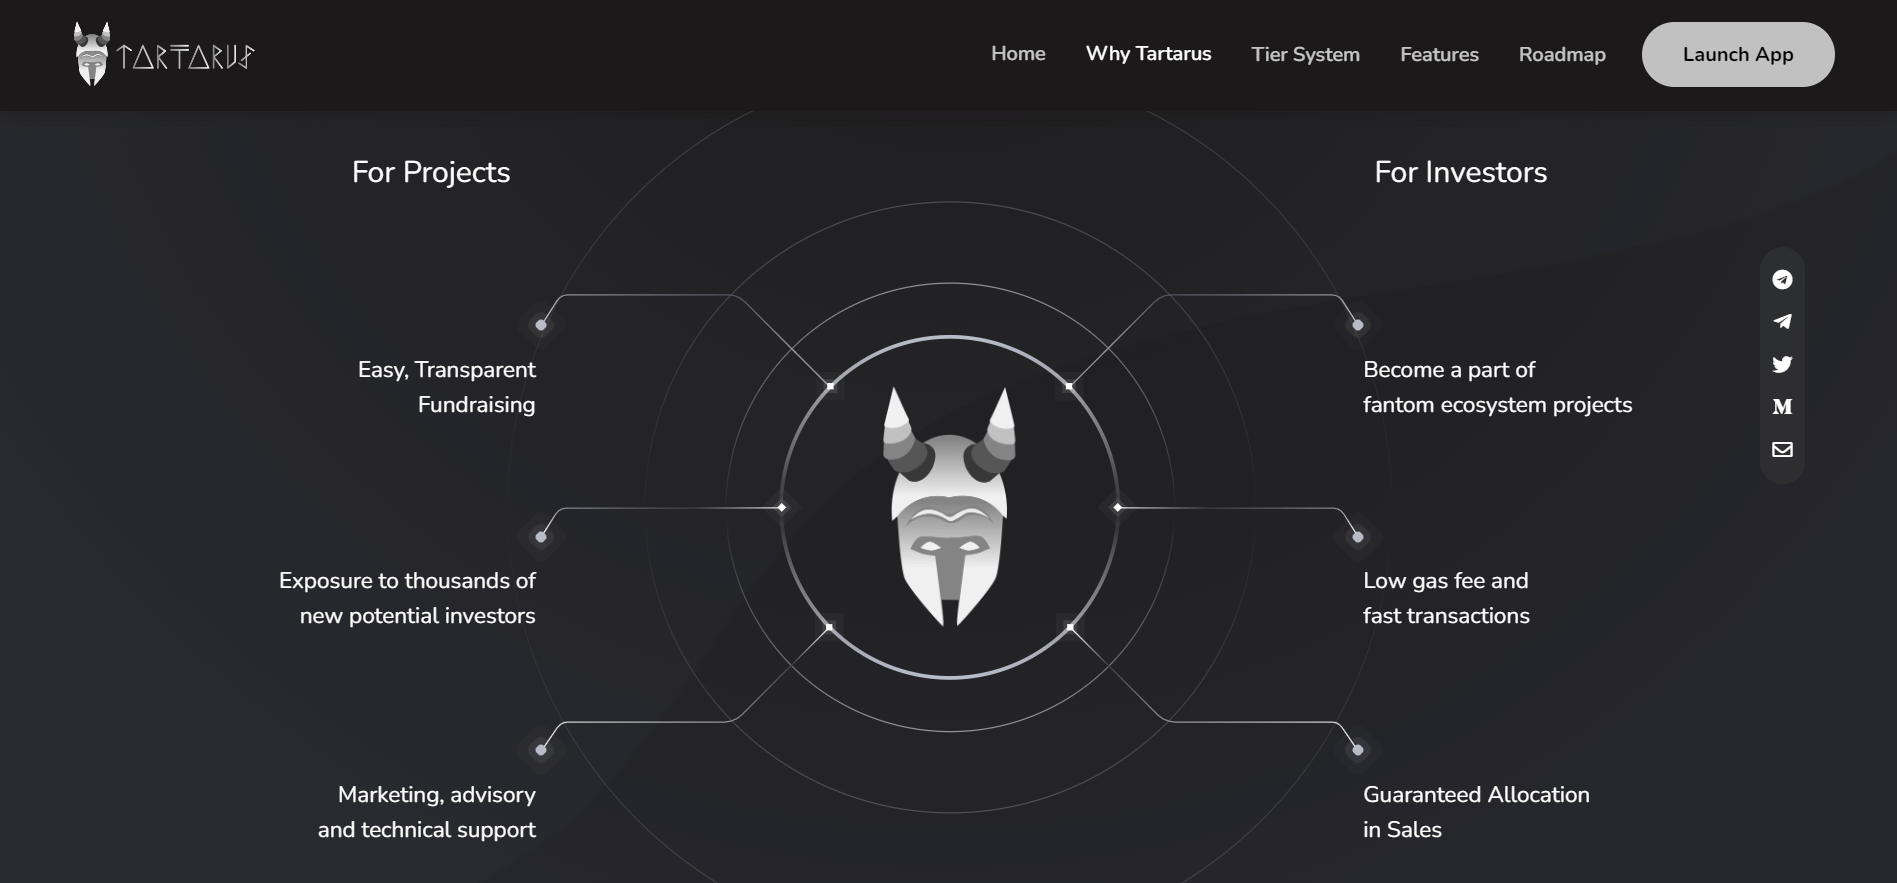 TARTARUS
Home
Why Tartarus
Tier System
Features
Roadmap
Launch App
For Projects
For Investors
Easy, Transparent
Fundraising
Become a part of
fantom ecosystem projects
Exposure to thousands of
new potential investors
Low gas fee and
fast transactions
Marketing, advisory
and technical support
Guaranteed Allocation
in Sales